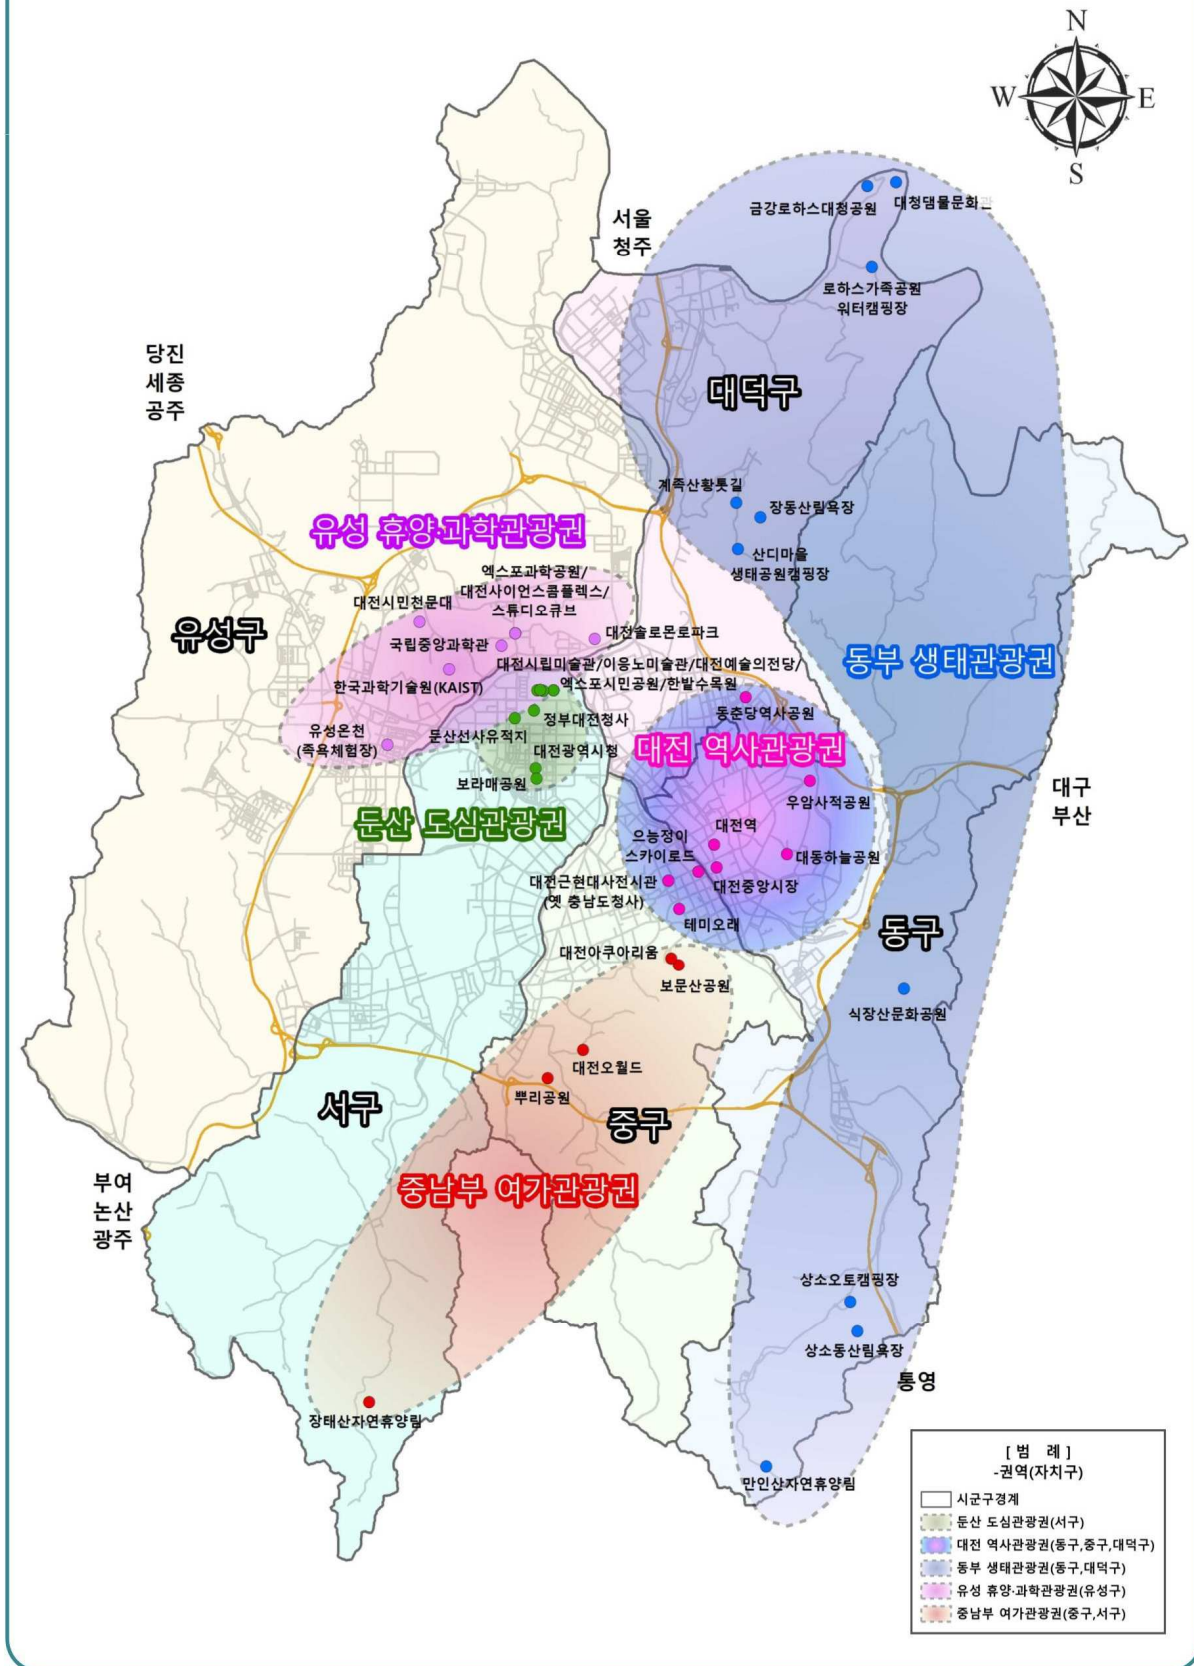 N
W
E
S
금강로하스대청공원
대청댐물문화관
서울
청주
로하스가족공원
워터캠핑장
당진
세종
공주
대덕구
계족산황톳길
장동산림욕장
유성 휴양·과학관광권
산디마을
생태공원캠핑장
엑스포과학공원/
대전사이언스콤플렉스/
스튜디오큐브
대전시민천문대
유성구
국립중앙과학관
대전솔로몬로파크
동부 생태관광권
대전시립미술관/이응노미술관/대전예술의전당/
엑스포시민공원/한밭수목원
한국과학기술원(KAIST)
동춘당역사공원
정부대전청사
유성온천
(족욕체험장)
둔산선사유적지
대전광역시청
대전 역사관광권
보라매공원
대구
부산
우암사적공원
둔산 도심관광권
대전역
으능정이
스카이로드
대동하늘공원
대전근현대사전시관
(옛 충남도청사)
대전중앙시장
테미오래
동구
대전아쿠아리움
보문산공원
식장산문화공원
대전오월드
뿌리공원
서구
중구
중남부 여가관광권
부여
논산
광주
상소오토캠핑장
상소동산림욕장
통영
장태산자연휴양림
만인산자연휴양림
[ 범 례 ]
-권역(자치구)
시군구경계
둔산 도심관광권(서구)
대전 역사관광권(동구,중구,대덕구)
동부 생태관광권(동구,대덕구)
유성 휴양·과학관광권(유성구)
중남부 여가관광권(중구,서구)